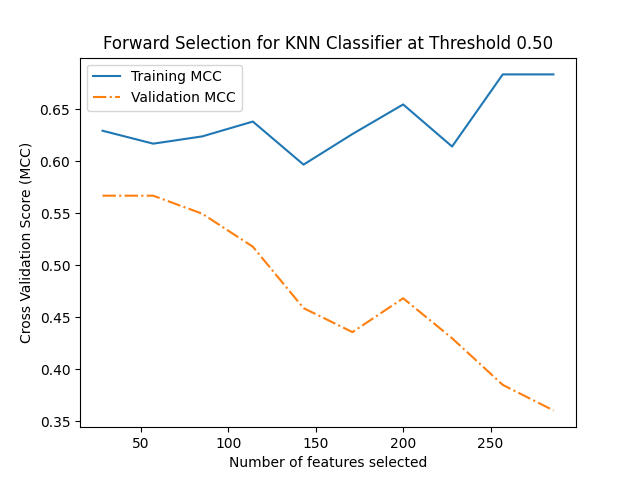 Forward Selection for KNN Classifier at Threshold 0.50
Training MCC
Validation MCC
Cross Validation Score (MCC)
0.65
0.60
0.55
0.50
0.45
0.40
0.35
50 100 150 200 250
Number of features selected